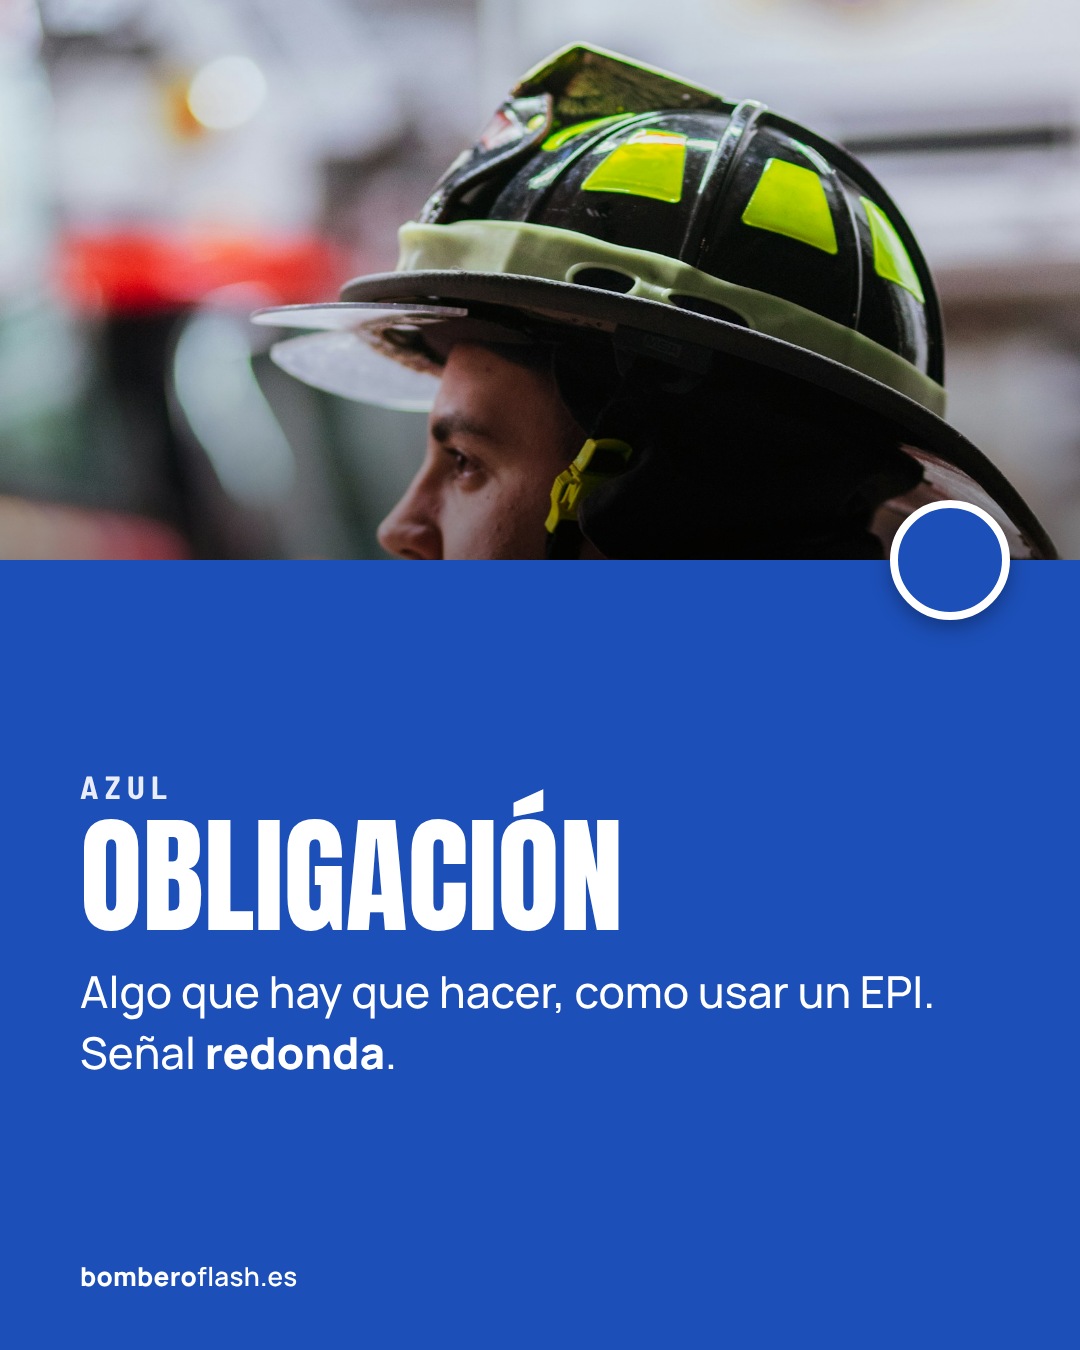 AZUL
OBLIGACIÓN
Algo que hay que hacer, como usar un EPI.
Señal redonda.
bomberoflash.es